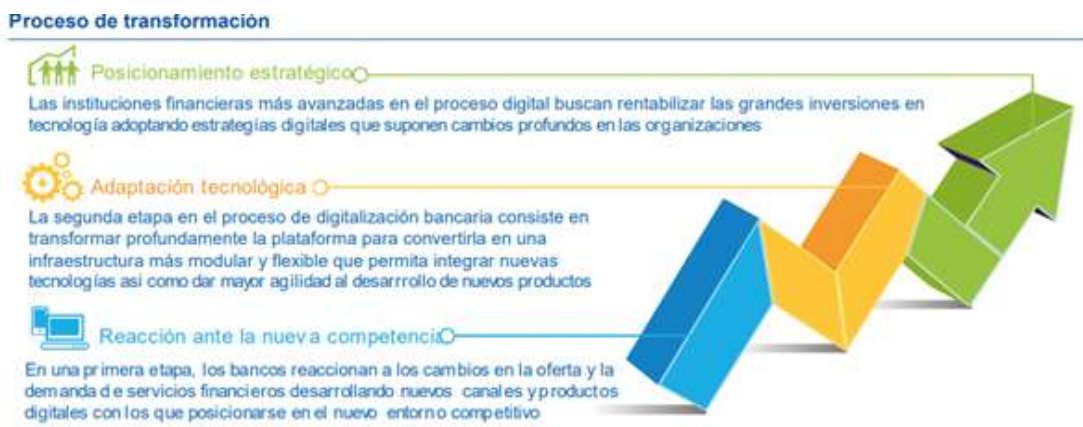 Proceso de transformación
Posicionamiento estratégico
Las instituciones financieras más avanzadas en el proceso digital buscan rentabilizar las grandes inversiones en
tecnología adoptando estrategias digitales que suponen cambios profundos en las organizaciones
Adaptación tecnológica
La segunda etapa en el proceso de digitalización bancaria consiste en
transformar profundamente la plataforma para convertirla en una
infraestructura más modular y flexible que permita integrar nuevas
tecnologías asi como dar mayor agilidad al desarrrollo de nuevos productos
Reacción ante la nueva competencia
En una primera etapa, los bancos reaccionan a los cambios en la oferta y la
demanda de servicios financieros desarrollando nuevos canales y productos
digitales con los que posicionarse en el nuevo entorno competitivo